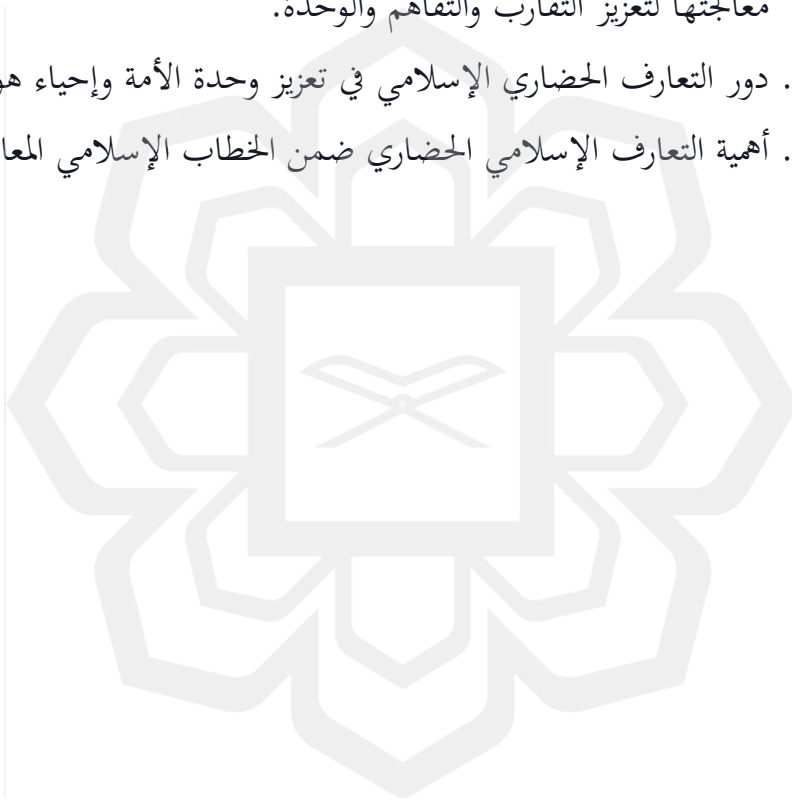 معالجتها لتعزيز التقارب والتفاهم والوحدة.
. دور التعارف الحضاري الإسلامي في تعزيز وحدة الأمة وإحياء
. أهمية التعارف الإسلامي الحضاري ضمن الخطاب الإسلامي